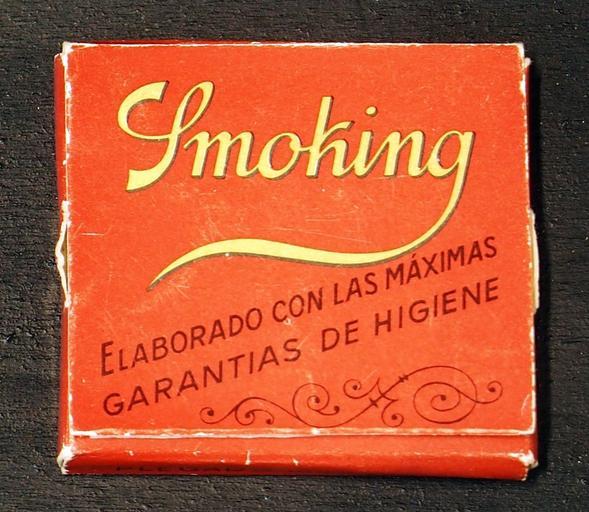 Smoking
ELABORADO CON LAS MÁXIMAS
GARANTIAS DE HIGIENE